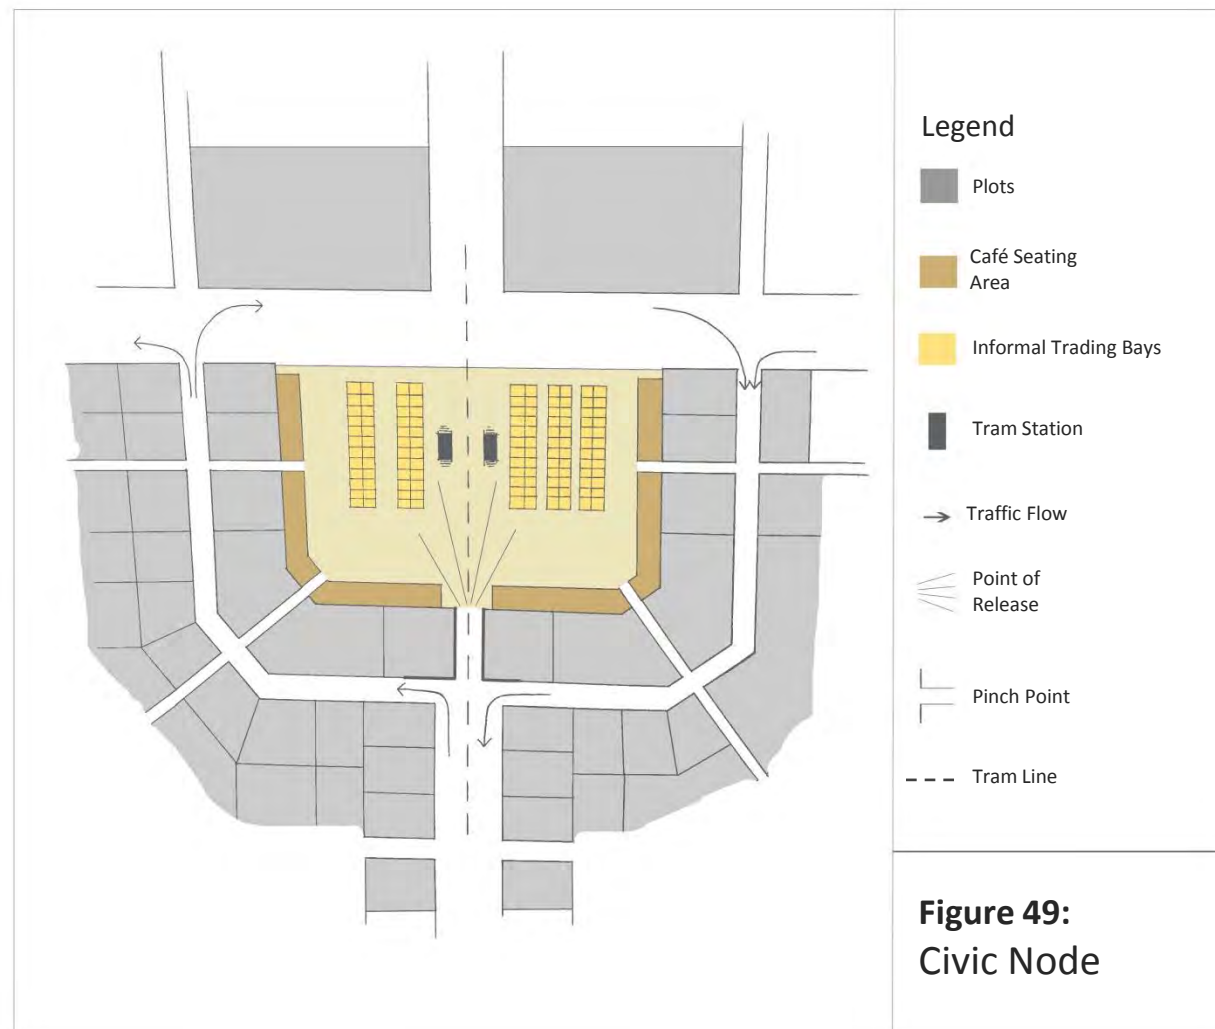 Legend
Plots
Café Seating
Area
Informal Trading Bays
Tram Station
Traffic Flow
Point of
Release
Pinch Point
Tram Line
Figure 49:
Civic Node